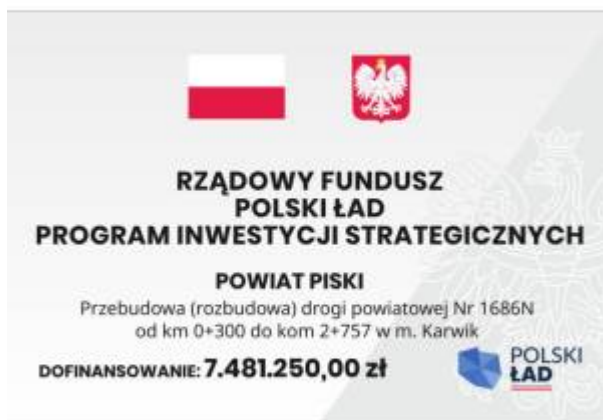 RZĄDOWY FUNDUSZ
POLSKI ŁAD
PROGRAM INWESTYCJI STRATEGICZNYCH
POWIAT PISKI
Przebudowa (rozbudowa) drogi powiatowej Nr 1686N
od km 0+300 do kom 2+757 w m. Karwik
DOFINANSOWANIE: 7.481.250,00 zł
POLSKI
ŁAD